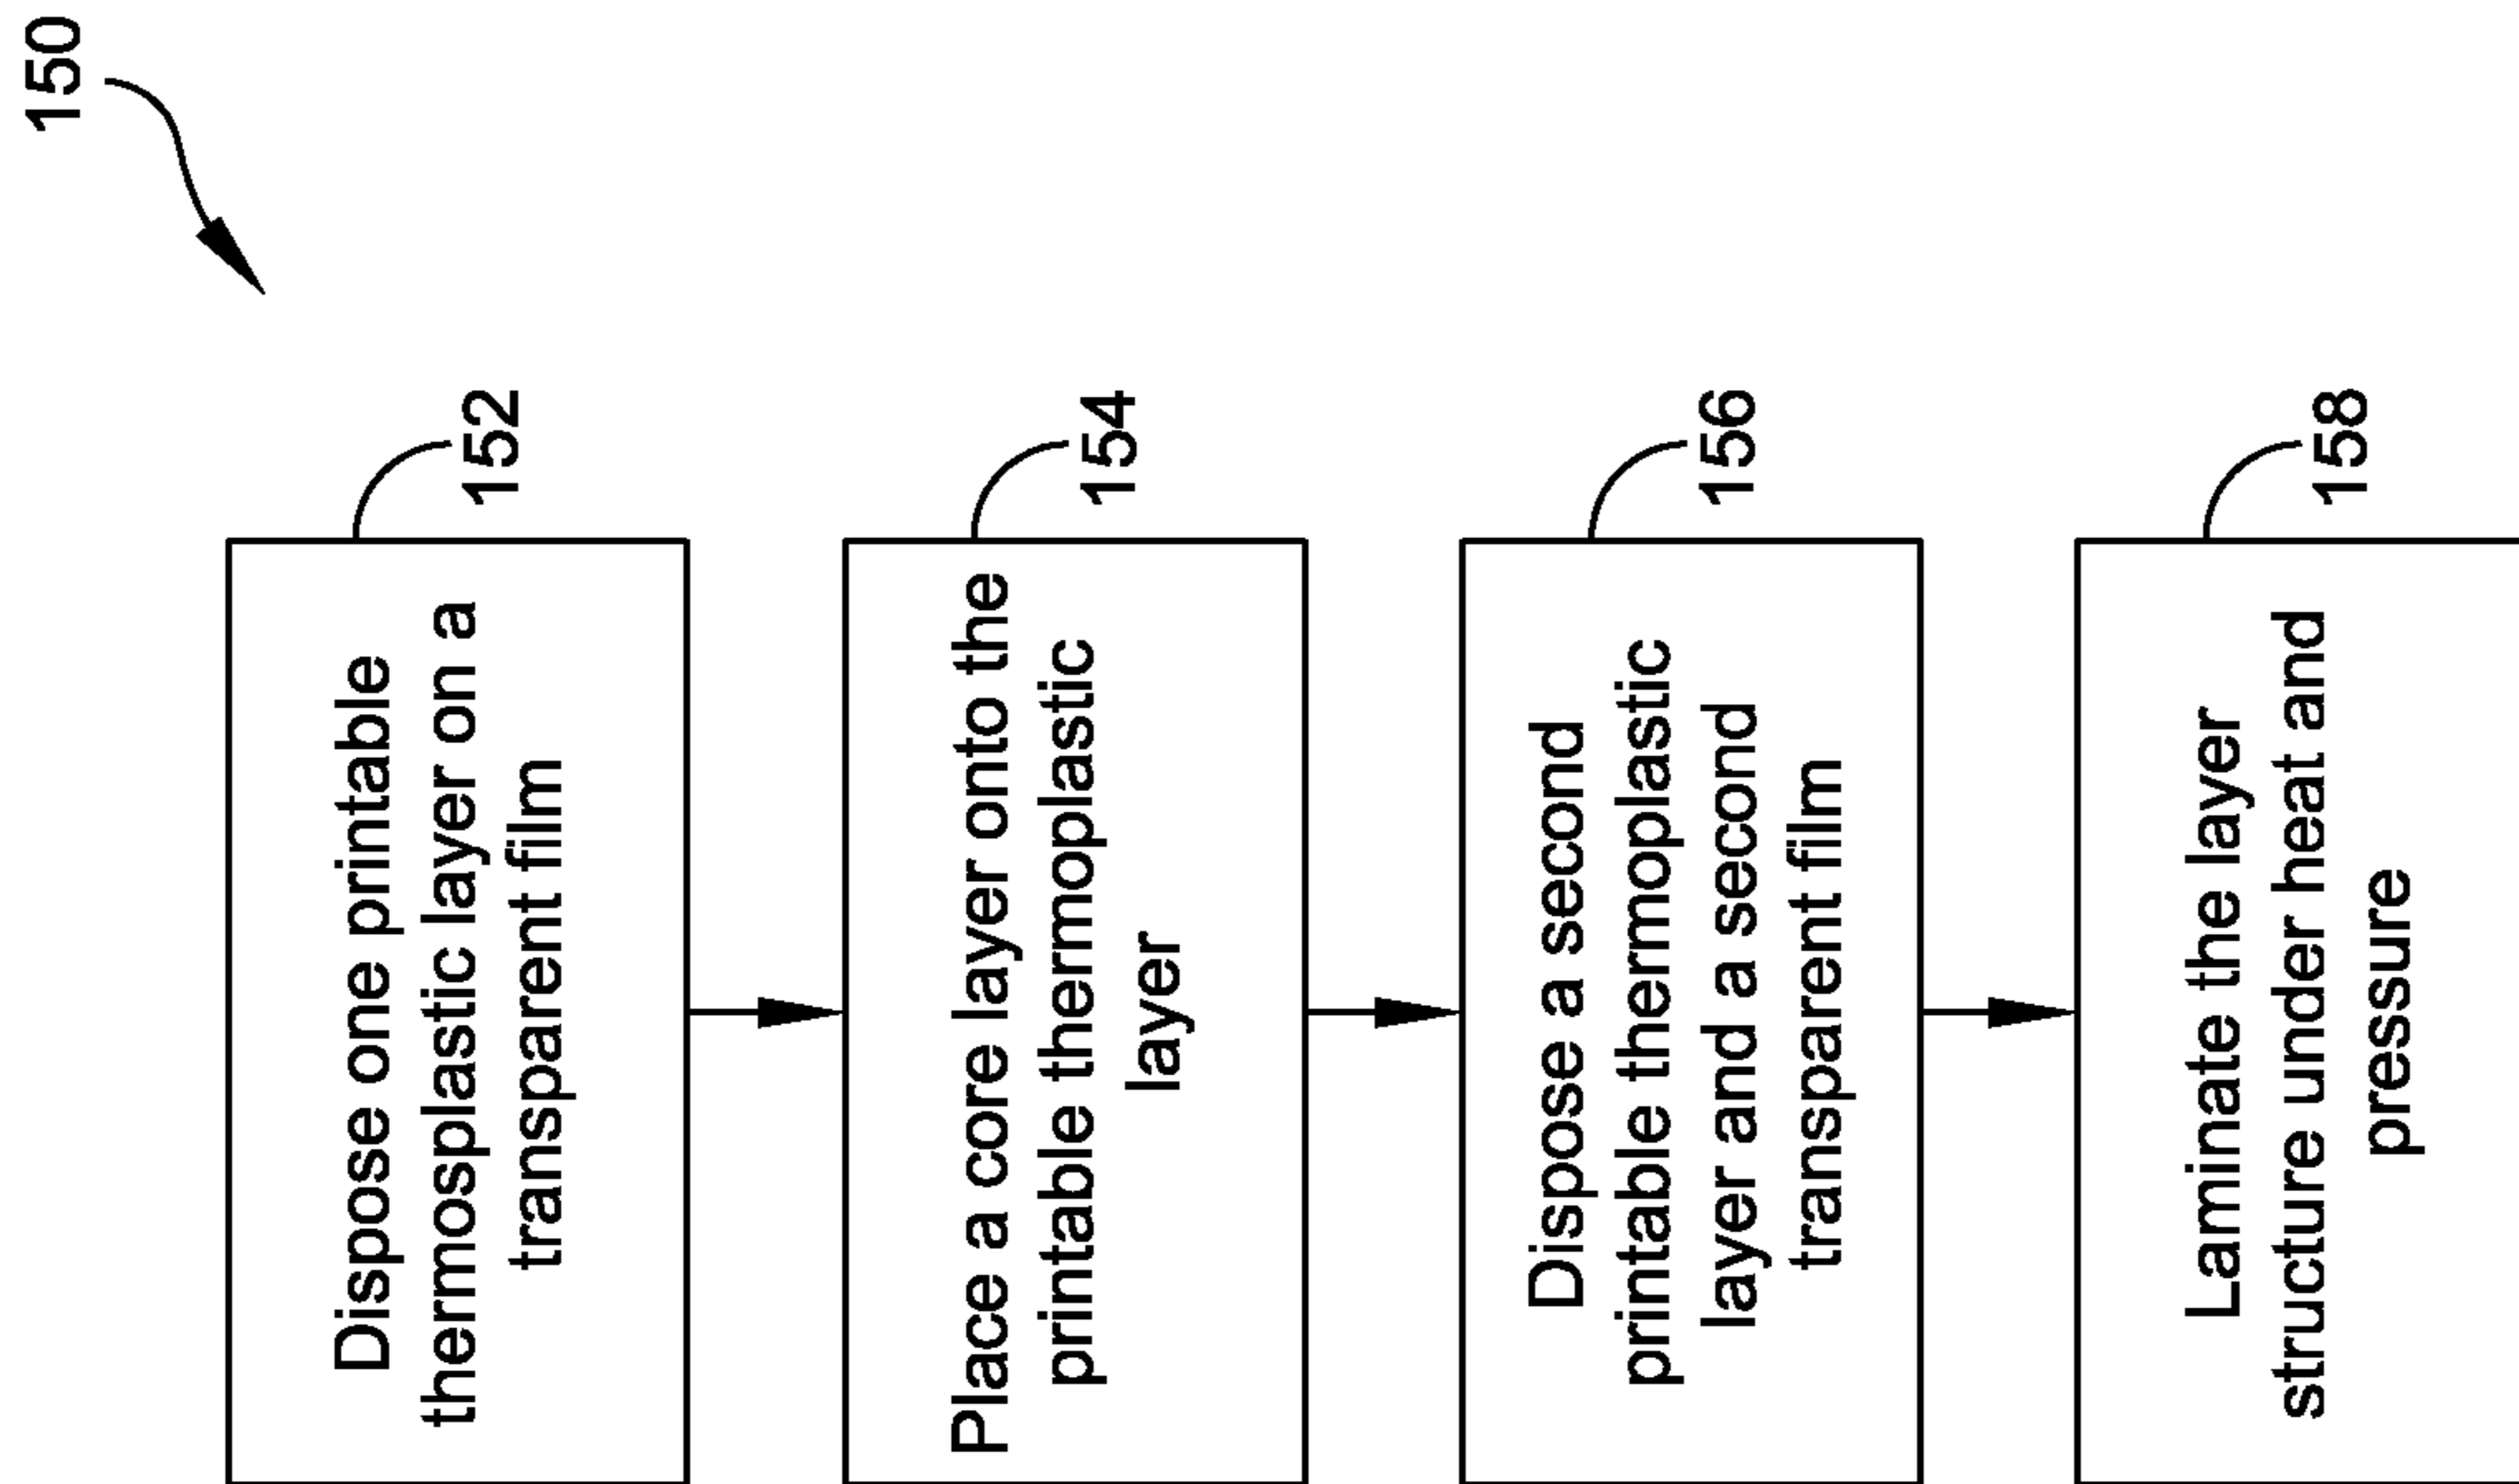 150
Dispose one printable
thermosplastic layer on a
transparent film
152
Place a core layer onto the
printable thermoplastic
layer
154
Dispose a second
printable thermoplastic
layer and a second
transparent film
156
Laminate the layer
structure under heat and
pressure
158